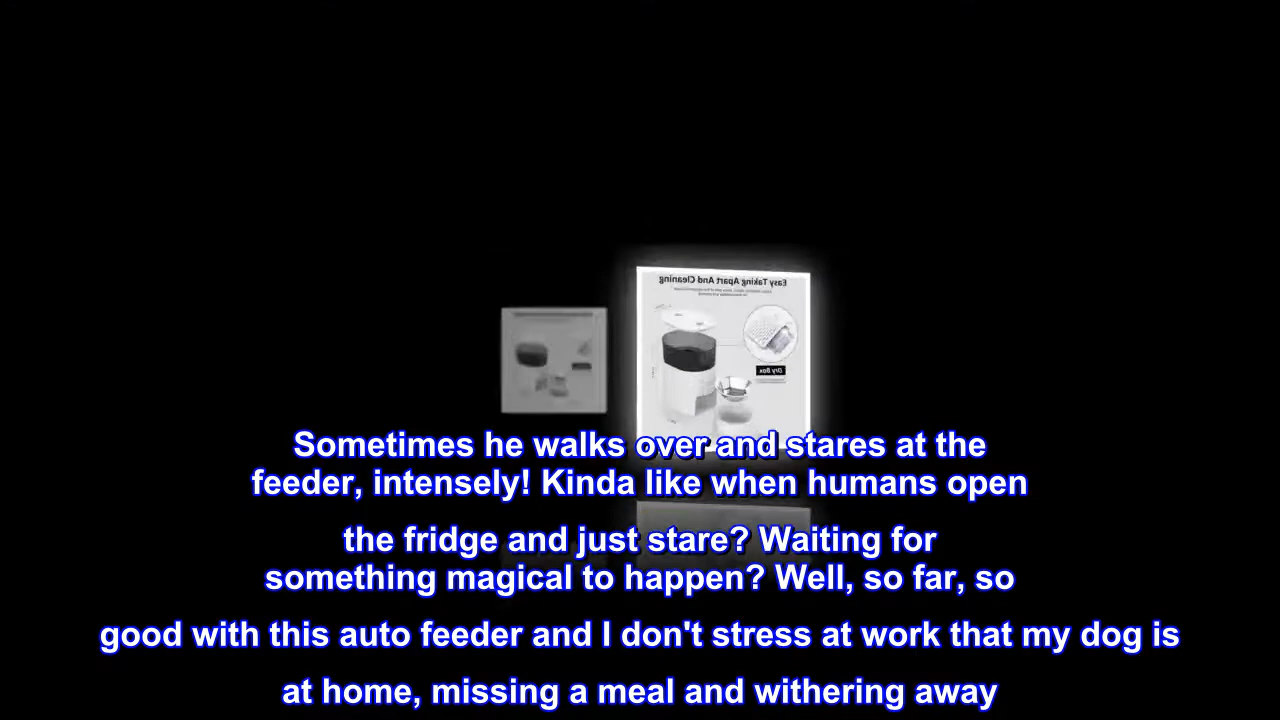 Easy Taking Apart And Cleaning
Dry Box
Sometimes he walks over and stares at the
feeder, intensely! Kinda like when humans open
the fridge and just stare? Waiting for
something magical to happen? Well, so far, so
good with this auto feeder and I don't stress at work that my dog is
at home, missing a meal and withering away